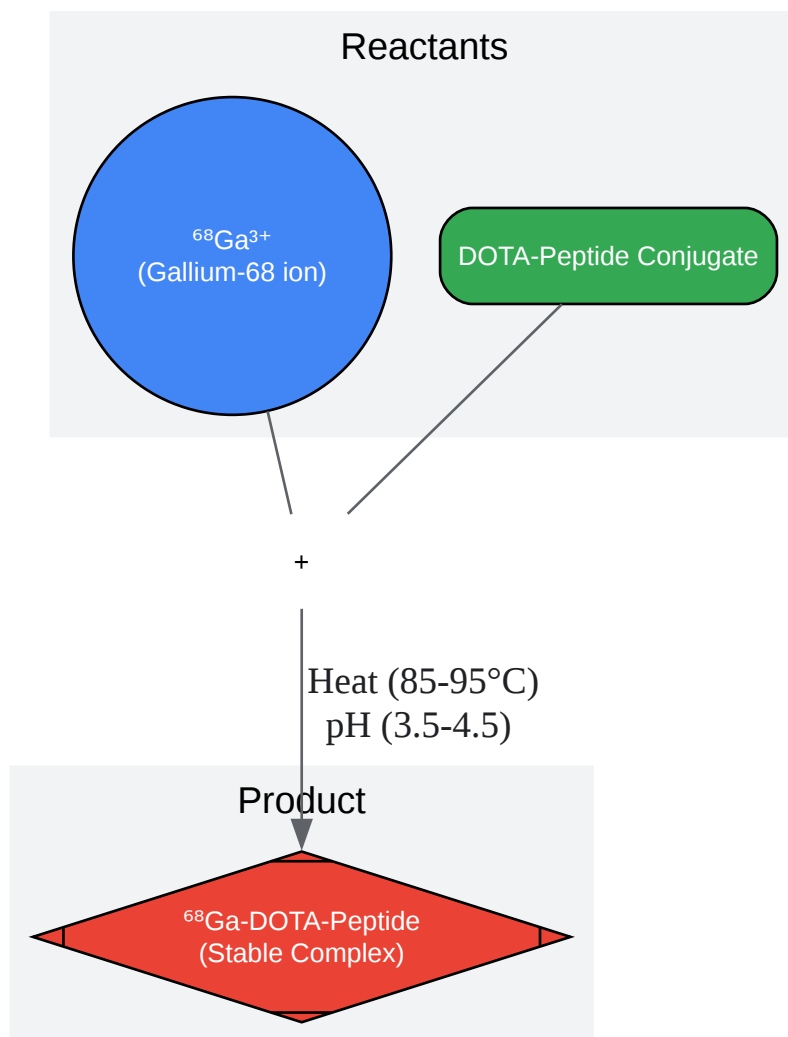 Reactants
⁶⁸Ga³⁺
(Gallium-68 ion)
DOTA-Peptide Conjugate
+
Heat (85-95°C)
pH (3.5-4.5)
Product
⁶⁸Ga-DOTA-Peptide
(Stable Complex)